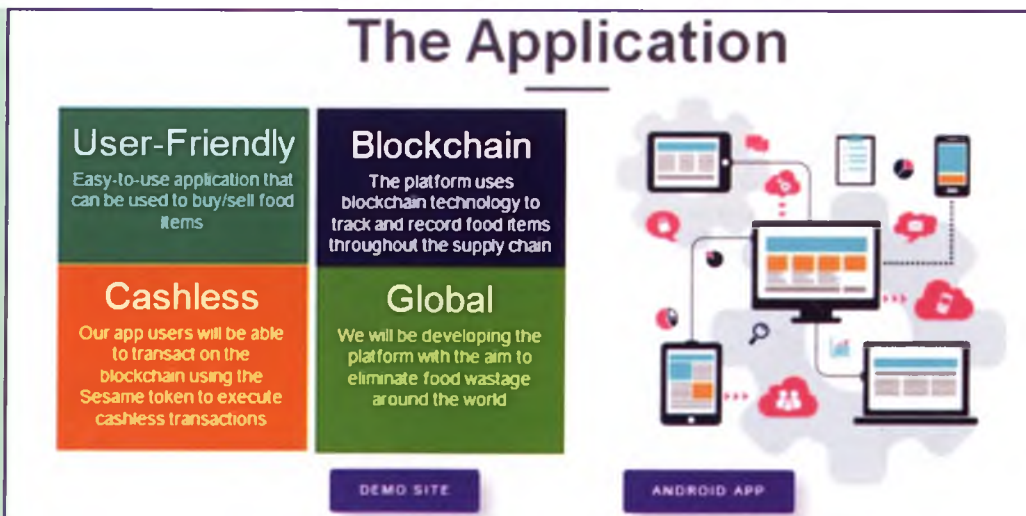 The Application
User-Friendly
Easy-to-use application that
can be used to buy/sell food
items
Blockchain
The platform uses
blockchain technology to
track and record food items
throughout the supply chain
Cashless
Our app users will be able
to transact on the
blockchain using the
Sesame token to execute
cashless transactions
Global
We will be developing the
platform with the aim to
eliminate food wastage
around the world
DEMO SITE
ANDROID APP